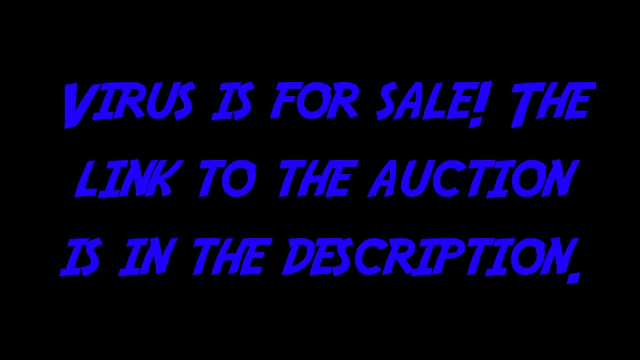 Virus is for sale! The
link to the auction
is in the description.